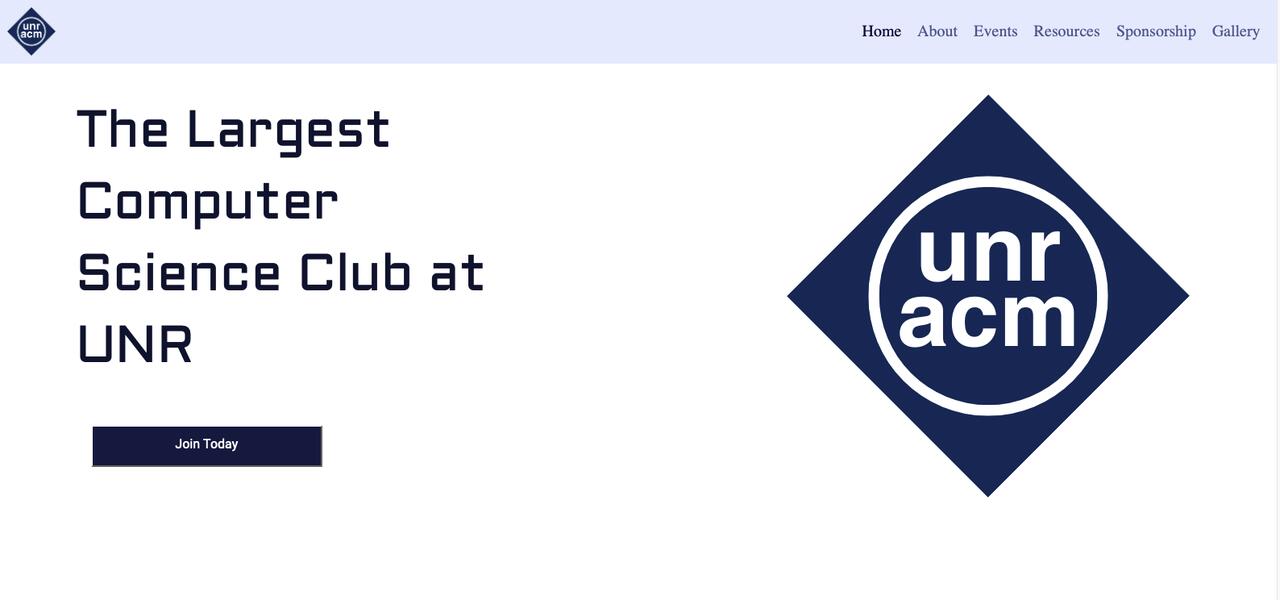 unr
acm
Home About Events Resources Sponsorship Gallery
The Largest
Computer
Science Club at
UNR
Join Today
unr
acm